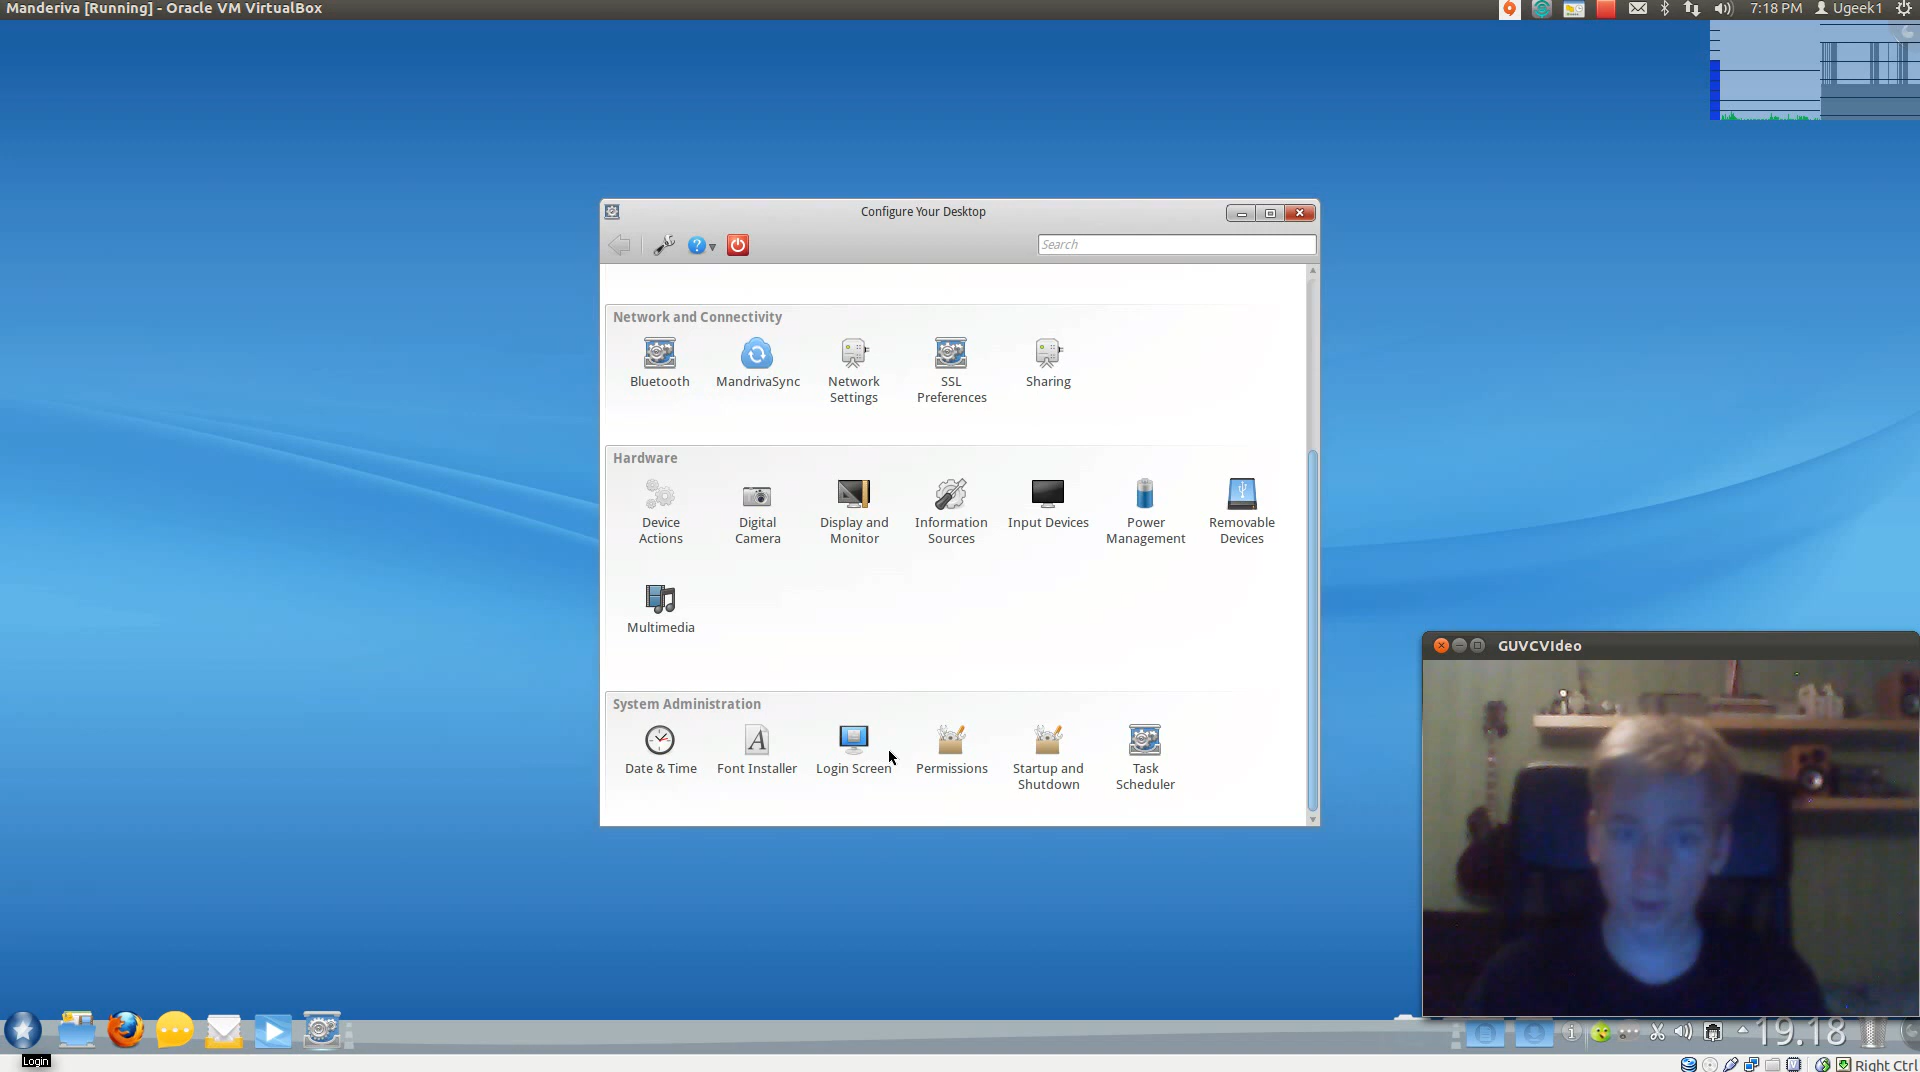 Manderiva [Running] - Oracle VM VirtualBox
7:18 PM
Ugeek1
Configure Your Desktop
Search
Network and Connectivity
Bluetooth
MandrivaSync
Network
Settings
SSL
Preferences
Sharing
Hardware
Device
Actions
Digital
Camera
Display and
Monitor
Information
Sources
Input Devices
Power
Management
Removable
Devices
Multimedia
System Administration
Date & Time
Font Installer
Login Screen
Permissions
Startup and
Shutdown
Task
Scheduler
GUVCVIdeo
19.18
Login
Right Ctrl